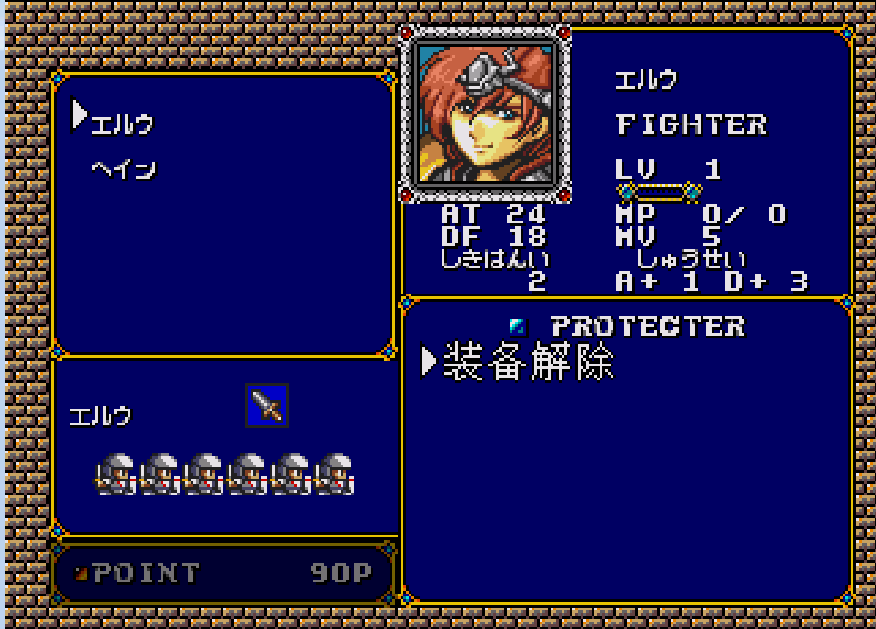 エルウ
ヘイン
エルウ
POINT 90P
エルウ
FIGHTER
LV 1
AT 24 MP 0/ 0
DF 18 MV 5
しきはんい しゅうせい
2 A+ 1 D+ 3
PROTECTER
装备解除